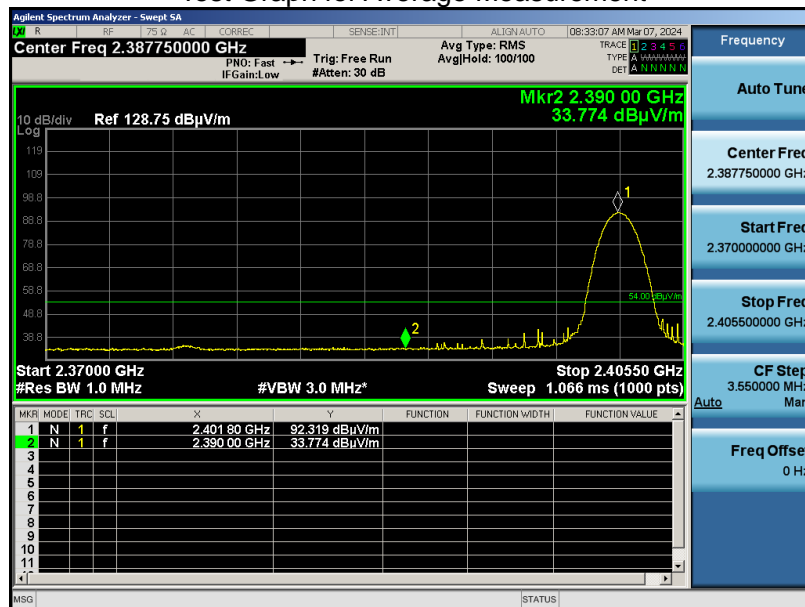 Agilent Spectrum Analyzer - Swept SA
LXI R RF 75 Ω AC CORREC SENSE:INT ALIGN AUTO 08:33:07 AM Mar 07, 2024
Center Freq 2.387750000 GHz
PNO: Fast
IFGain:Low
Trig: Free Run
#Atten: 30 dB
Avg Type: RMS
Avg|Hold: 100/100
TRACE 1 2 3 4 5 6
TYPE A WWWWW
DET A N N N N N
Mkr2 2.390 00 GHz
33.774 dBµV/m
10 dB/div Ref 128.75 dBµV/m
Log
119
109
98.8
88.8
78.8
68.8
58.8
48.8
38.8
1
2
54.00 dBµV/m
Start 2.37000 GHz Stop 2.40550 GHz
#Res BW 1.0 MHz #VBW 3.0 MHz* Sweep 1.066 ms (1000 pts)
MKR MODE TRC SCL X Y FUNCTION FUNCTION WIDTH FUNCTION VALUE
1 N 1 f 2.401 80 GHz 92.319 dBµV/m
2 N 1 f 2.390 00 GHz 33.774 dBµV/m
3
4
5
6
7
8
9
10
11
MSG STATUS
Frequency
Auto Tune
Center Freq
2.387750000 GHz
Start Freq
2.370000000 GHz
Stop Freq
2.405500000 GHz
CF Step
3.550000 MHz
Auto Man
Freq Offset
0 Hz